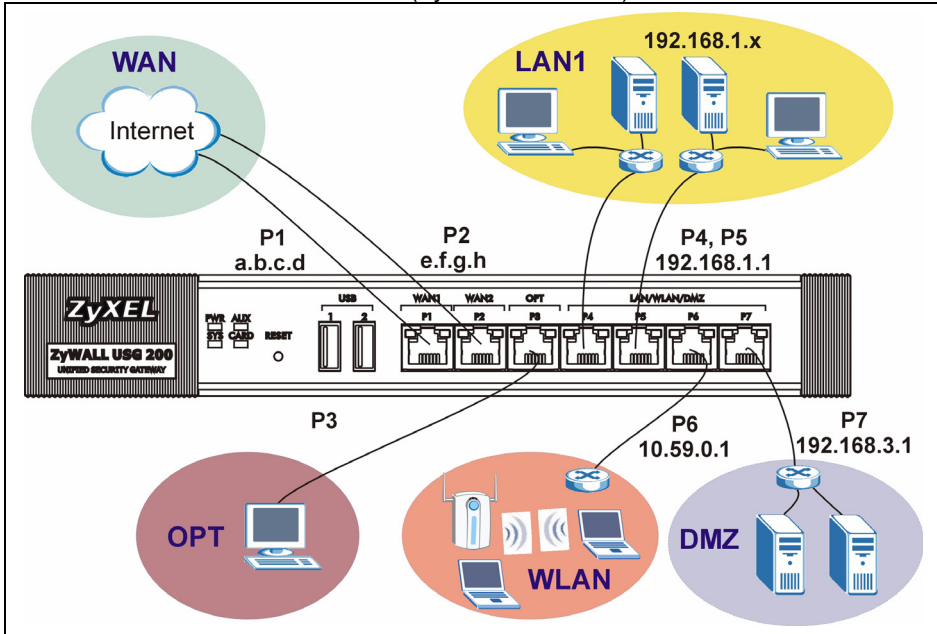 WAN
Internet
LAN1
192.168.1.x
P1
a.b.c.d
P2
e.f.g.h
P4, P5
192.168.1.1
ZyXEL
ZyWALL USG 200
UNIFIED SECURITY GATEWAY
PWR AUX
SYS CARD
RESET
USB
1 2
WAN1 WAN2 OPT LAN/WLAN/DMZ
P1 P2 P3 P4 P5 P6 P7
P3
P6
10.59.0.1
P7
192.168.3.1
OPT
WLAN
DMZ